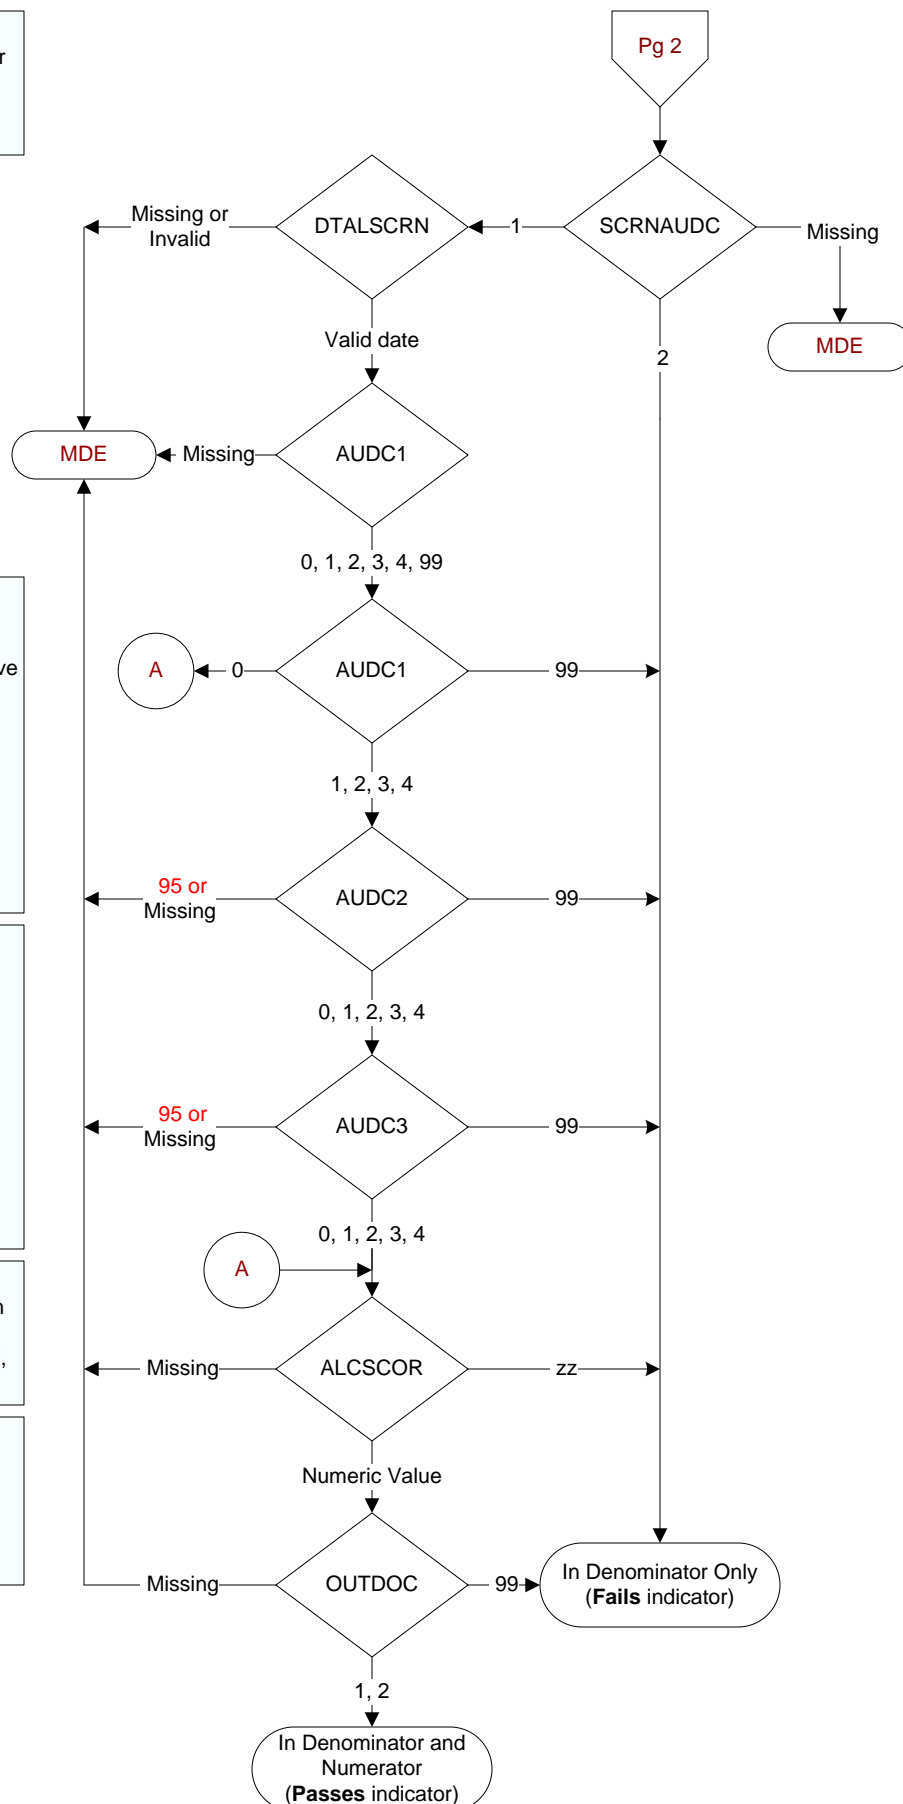 r
Pg 2
Missing or
Invalid
DTALSCRN
1
SCRNAUDC
Missing
Valid date
MDE
2
MDE
Missing
AUDC1
0, 1, 2, 3, 4, 99
ve
A
0
AUDC1
99
1, 2, 3, 4
95 or
Missing
AUDC2
99
0, 1, 2, 3, 4
95 or
Missing
AUDC3
99
0, 1, 2, 3, 4
A
n
,
Missing
ALCSCOR
zz
Numeric Value
Missing
OUTDOC
99
In Denominator Only
(Fails indicator)
1, 2
In Denominator and
Numerator
(Passes indicator)